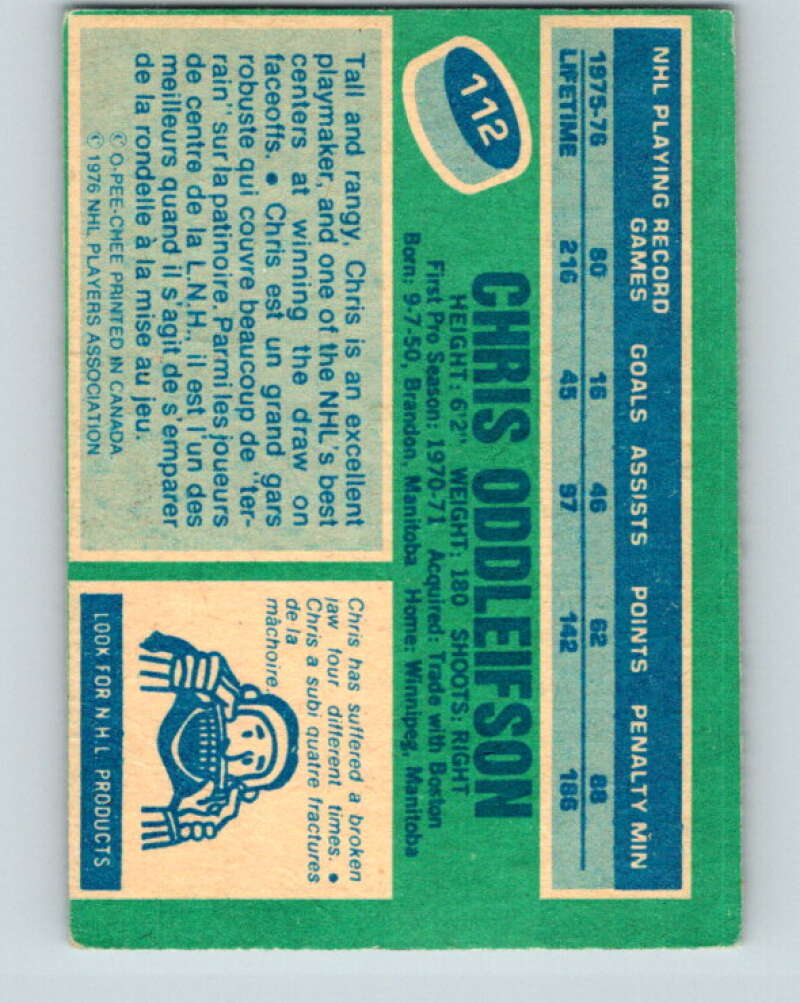 NHL PLAYING RECORD
GAMES GOALS ASSISTS POINTS PENALTY MIN
1975-76 80 16 46 62 88
LIFETIME 216 45 97 142 186
112
CHRIS ODDLEIFSON
HEIGHT: 6'2" WEIGHT: 180 SHOOTS: RIGHT
First Pro Season: 1970-71 Acquired: Trade with Boston
Born: 9-7-50, Brandon, Manitoba Home: Winnipeg, Manitoba
Tall and rangy, Chris is an excellent
playmaker, and one of the NHL's best
centers at winning the draw on
faceoffs. • Chris est un grand gars
robuste qui couvre beaucoup de "ter-
rain" sur la patinoire. Parmi les joueurs
de centre de la L.N.H., il est l'un des
meilleurs quand il s'agit de s'emparer
de la rondelle à la mise au jeu.
© O-PEE-CHEE PRINTED IN CANADA
© 1976 NHL PLAYERS ASSOCIATION
Chris has suffered a broken
jaw four different times. •
Chris a subi quatre fractures
de la
mâchoire.
LOOK FOR N.H.L PRODUCTS